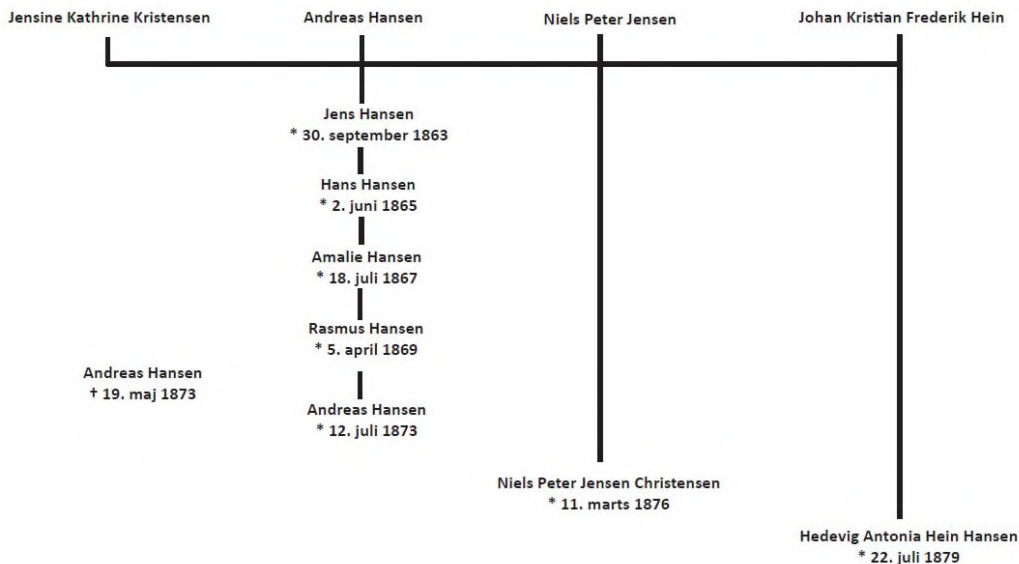 Jensine Kathrine Kristensen
Andreas Hansen
Niels Peter Jensen
Johan Kristian Frederik Hein
Jens Hansen
* 30. september 1863
Hans Hansen
* 2. juni 1865
Amalie Hansen
* 18. juli 1867
Rasmus Hansen
* 5. april 1869
Andreas Hansen
† 19. maj 1873
Andreas Hansen
* 12. juli 1873
Niels Peter Jensen Christensen
* 11. marts 1876
Hedevig Antonia Hein Hansen
* 22. juli 1879